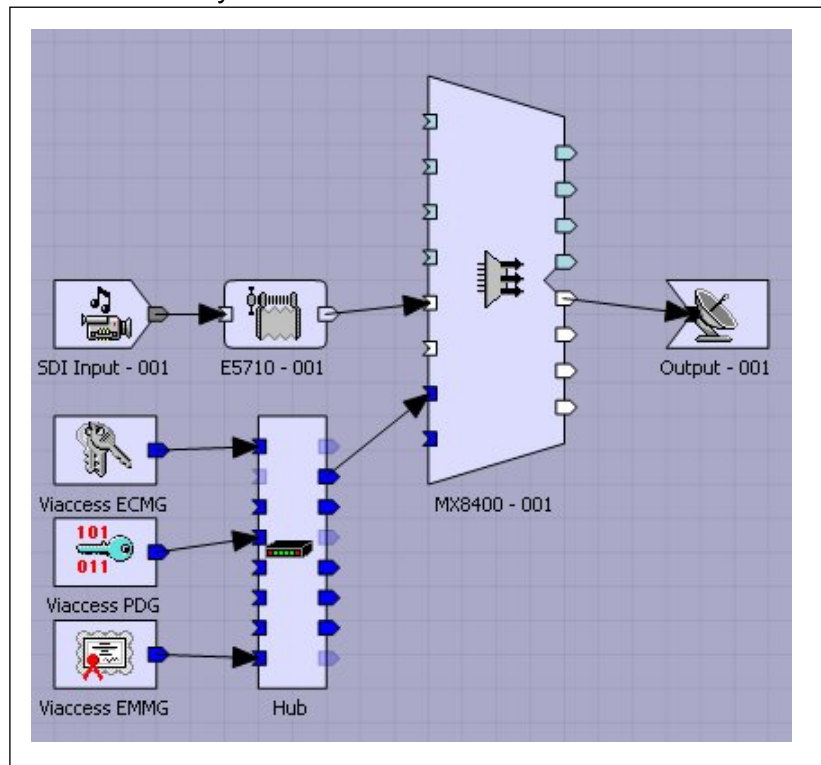 SDI Input - 001
E5710 - 001
Output - 001
Viaccess ECMG
MX8400 - 001
101
011
Viaccess PDG
Viaccess EMMG
Hub